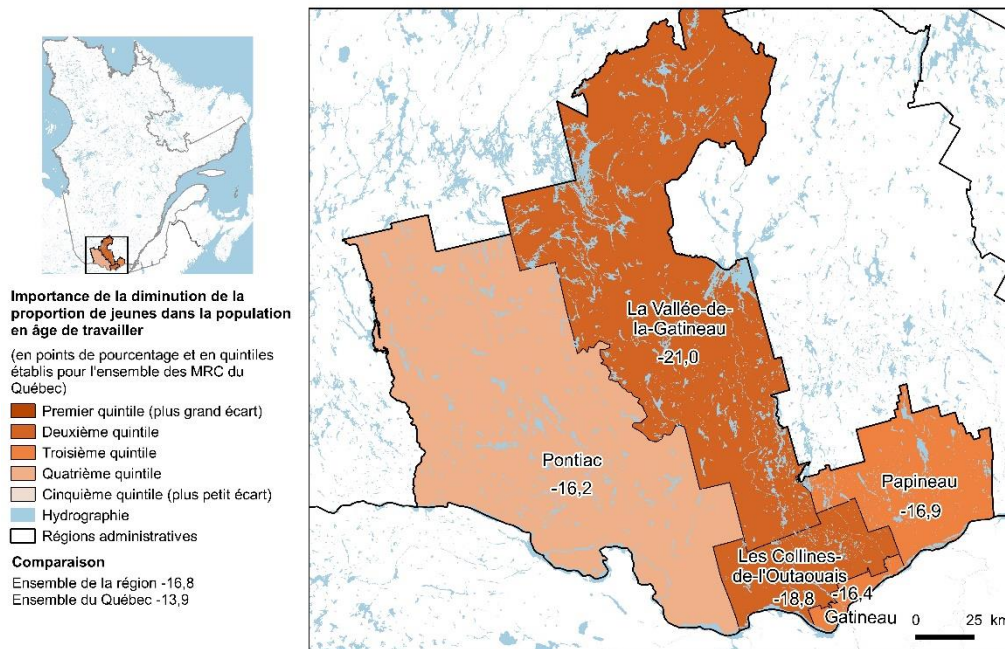 Importance de la diminution de la
proportion de jeunes dans la population
en âge de travailler
(en points de pourcentage et en quintiles
établis pour l'ensemble des MRC du
Québec)
Premier quintile (plus grand écart)
Deuxième quintile
Troisième quintile
Quatrième quintile
Cinquième quintile (plus petit écart)
Hydrographie
Régions administratives
Comparaison
Ensemble de la région -16,8
Ensemble du Québec -13,9
La Vallée-de-
la-Gatineau
-21,0
Pontiac
-16,2
Papineau
-16,9
Les Collines-
de-l'Outaouais
-18,8
-16,4
Gatineau
0 25 km